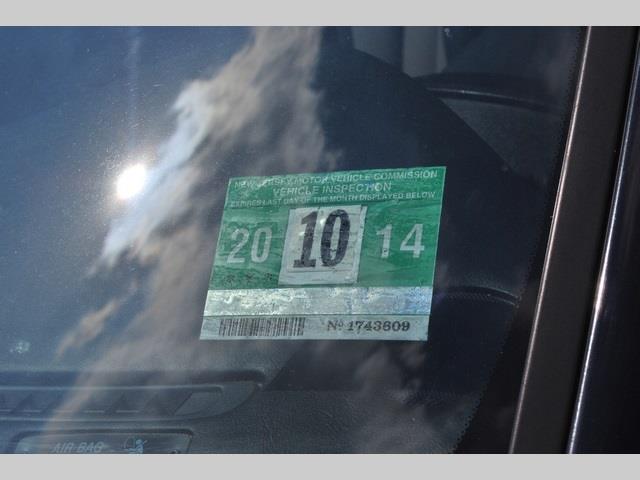 NEW JERSEY MOTOR VEHICLE COMMISSION
VEHICLE INSPECTION
EXPIRES LAST DAY OF THE MONTH DISPLAYED BELOW
20 10 14
No 1743609
AIR BAG